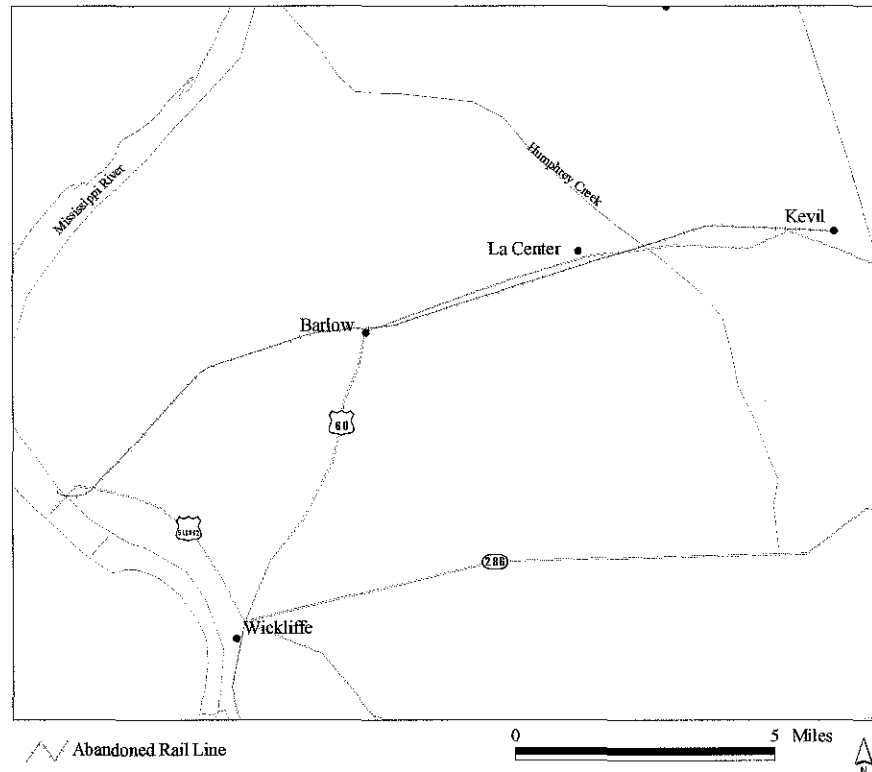 Mississippi River
Humphrey Creek
Kevil
La Center
Barlow
60
286
Wickliffe
Abandoned Rail Line
0 5 Miles
N